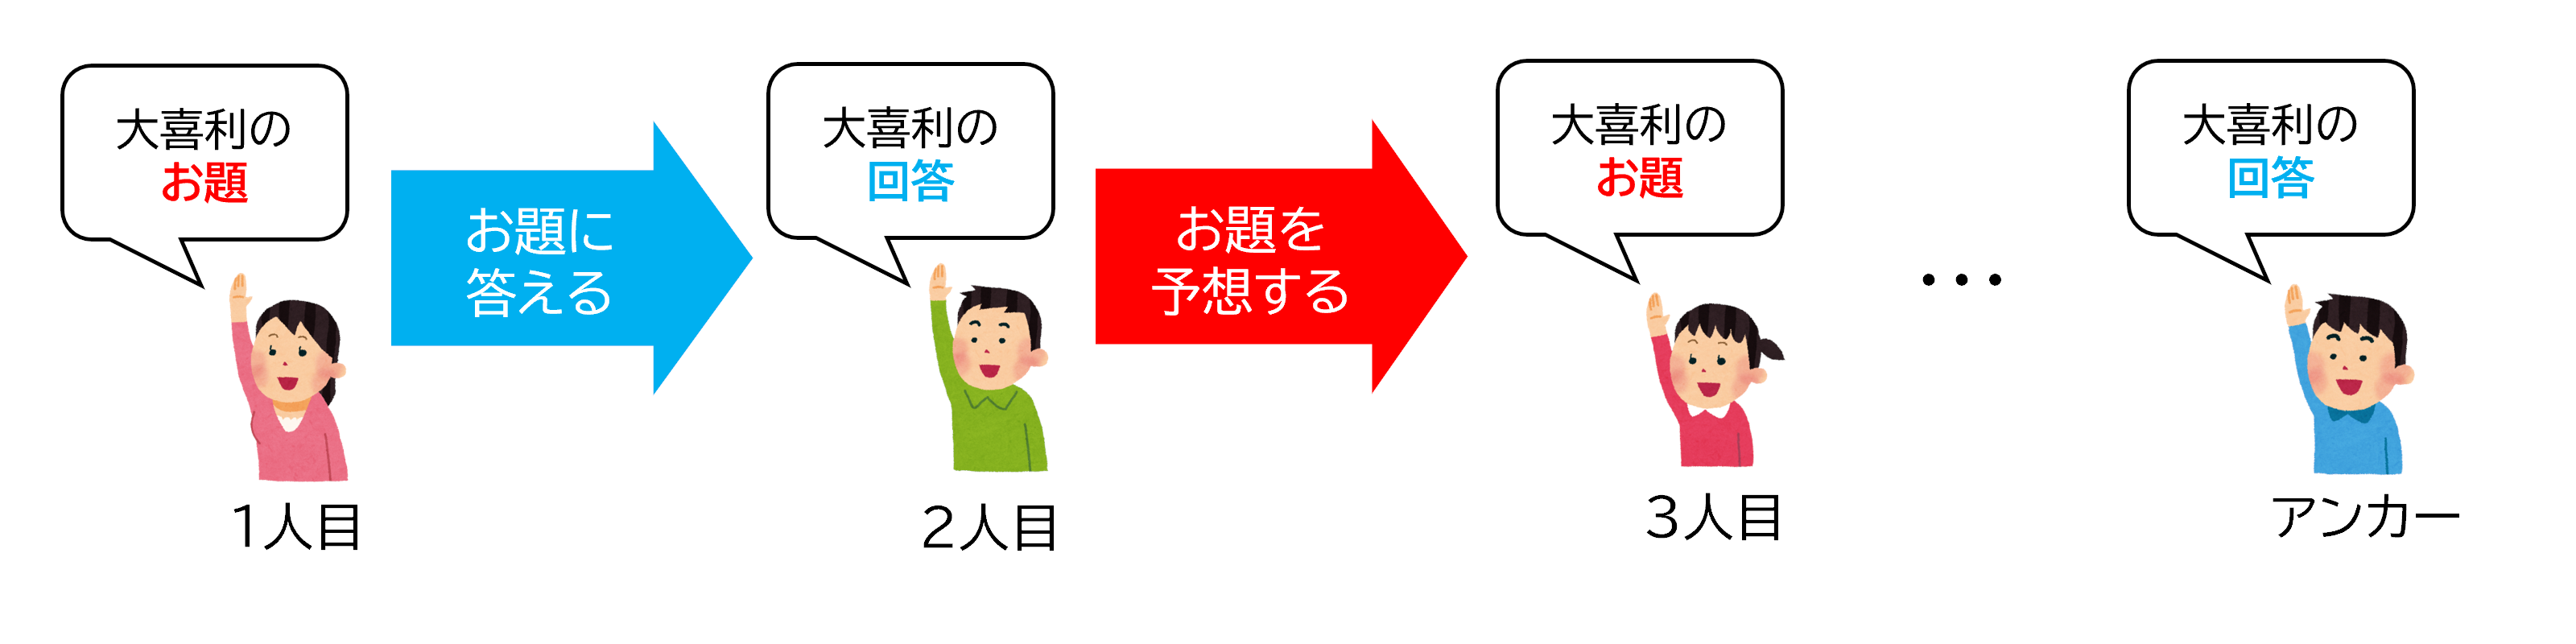 大喜利の
お題
お題に
答える
大喜利の
回答
お題を
予想する
大喜利の
お題
・・・
大喜利の
回答
1人目
2人目
3人目
アンカー